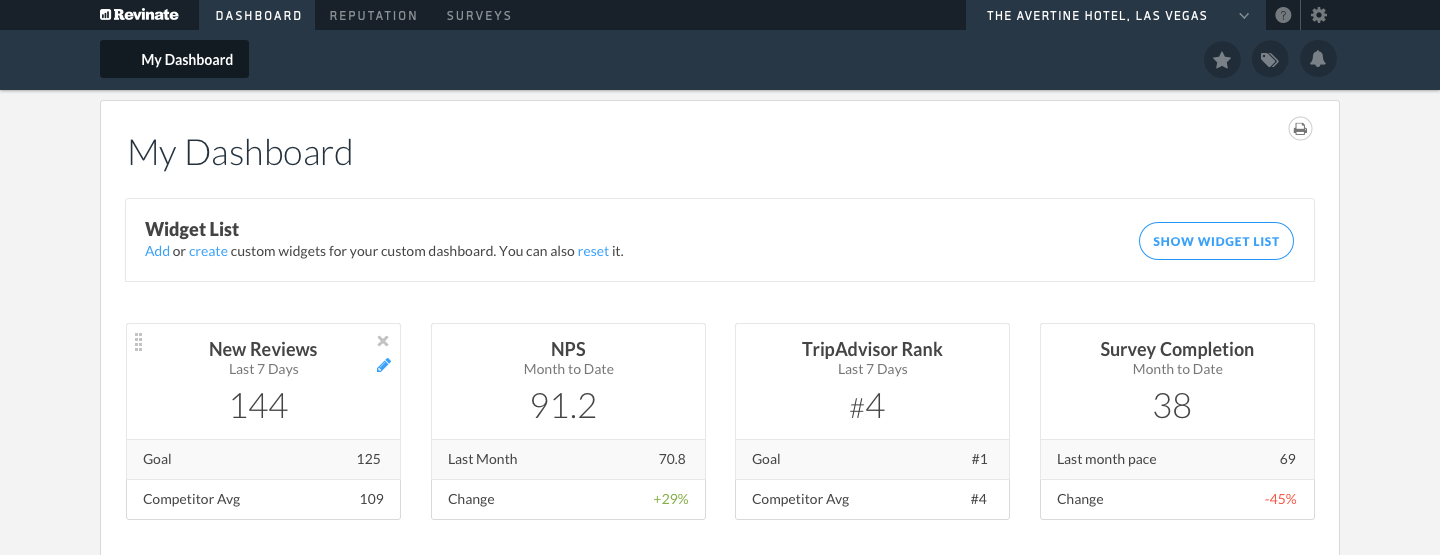 Revinate DASHBOARD REPUTATION SURVEYS THE AVERTINE HOTEL, LAS VEGAS ?
My Dashboard
My Dashboard
Widget List
Add or create custom widgets for your custom dashboard. You can also reset it.
SHOW WIDGET LIST
New Reviews
Last 7 Days
144
Goal 125
Competitor Avg 109
NPS
Month to Date
91.2
Last Month 70.8
Change +29%
TripAdvisor Rank
Last 7 Days
#4
Goal #1
Competitor Avg #4
Survey Completion
Month to Date
38
Last month pace 69
Change -45%